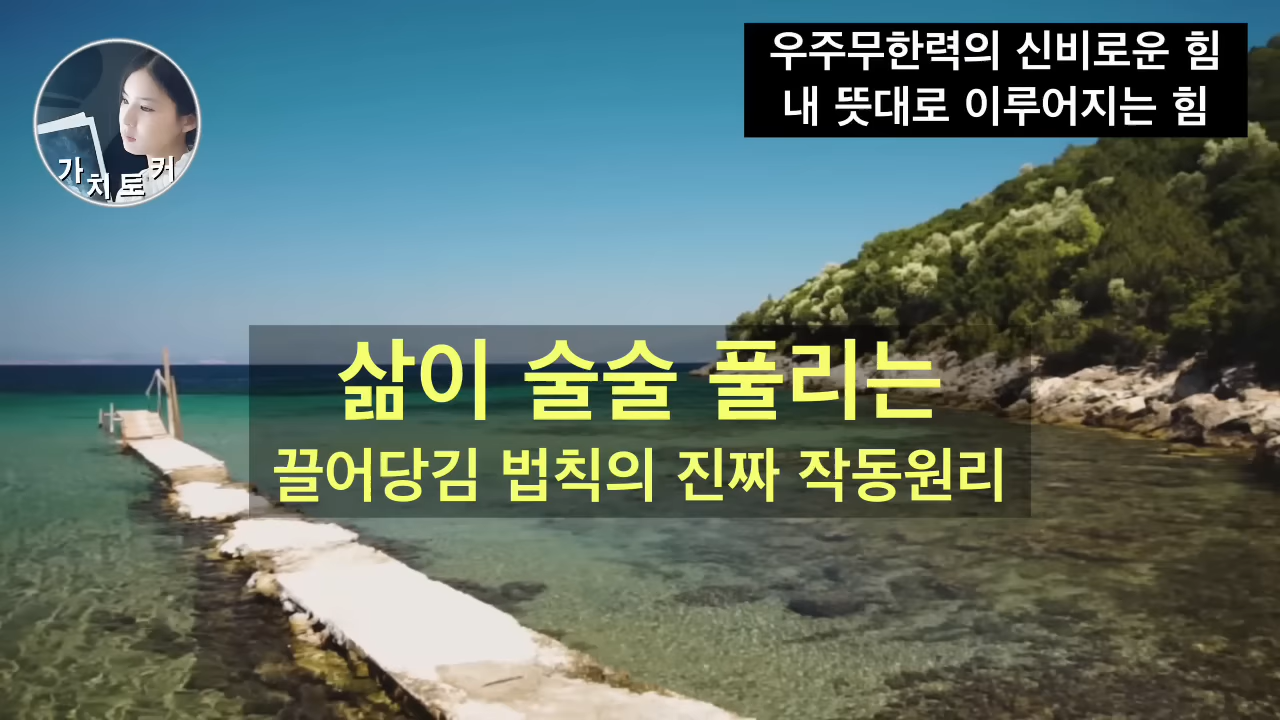 우주무한력의 신비로운 힘
내 뜻대로 이루어지는 힘
가치토커
삶이 술술 풀리는
끌어당김 법칙의 진짜 작동원리